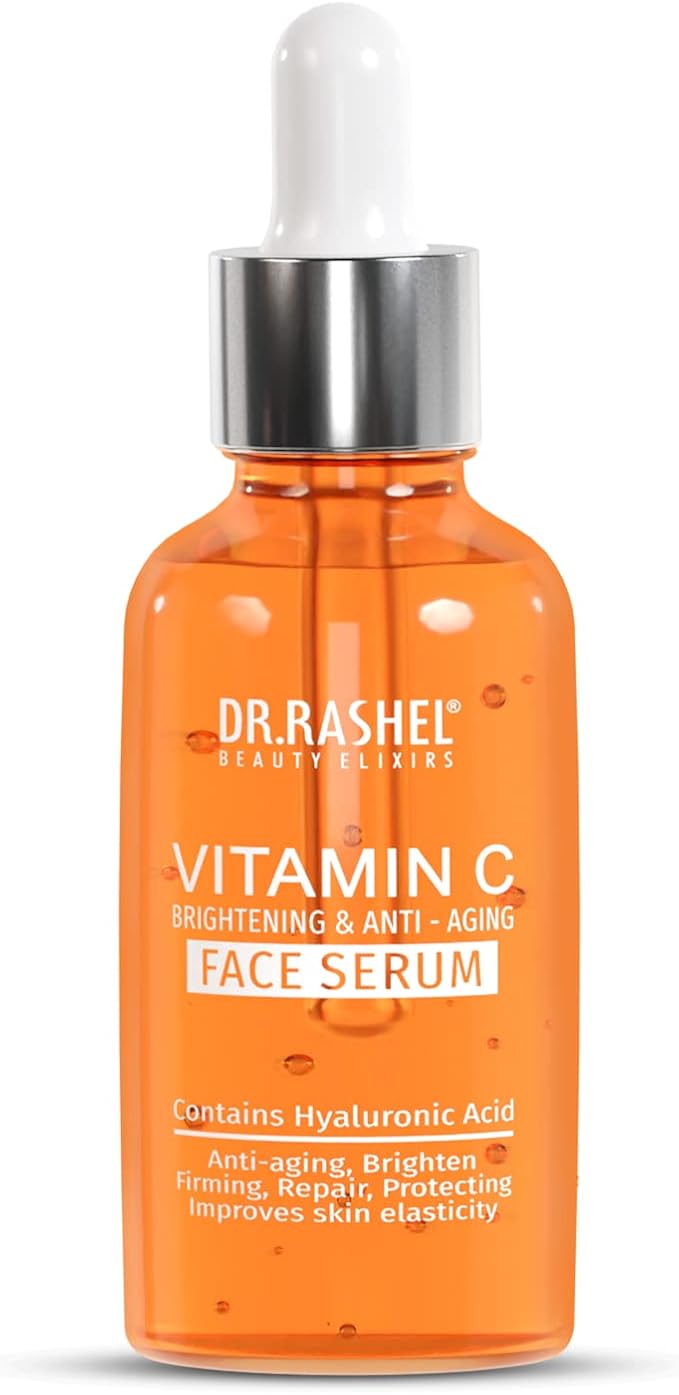 DR.RASHEL®
BEAUTY ELIXIRS
VITAMIN C
BRIGHTENING & ANTI - AGING
FACE SERUM
Contains Hyaluronic Acid
Anti-aging, Brighten
Firming, Repair, Protecting
Improves skin elasticity